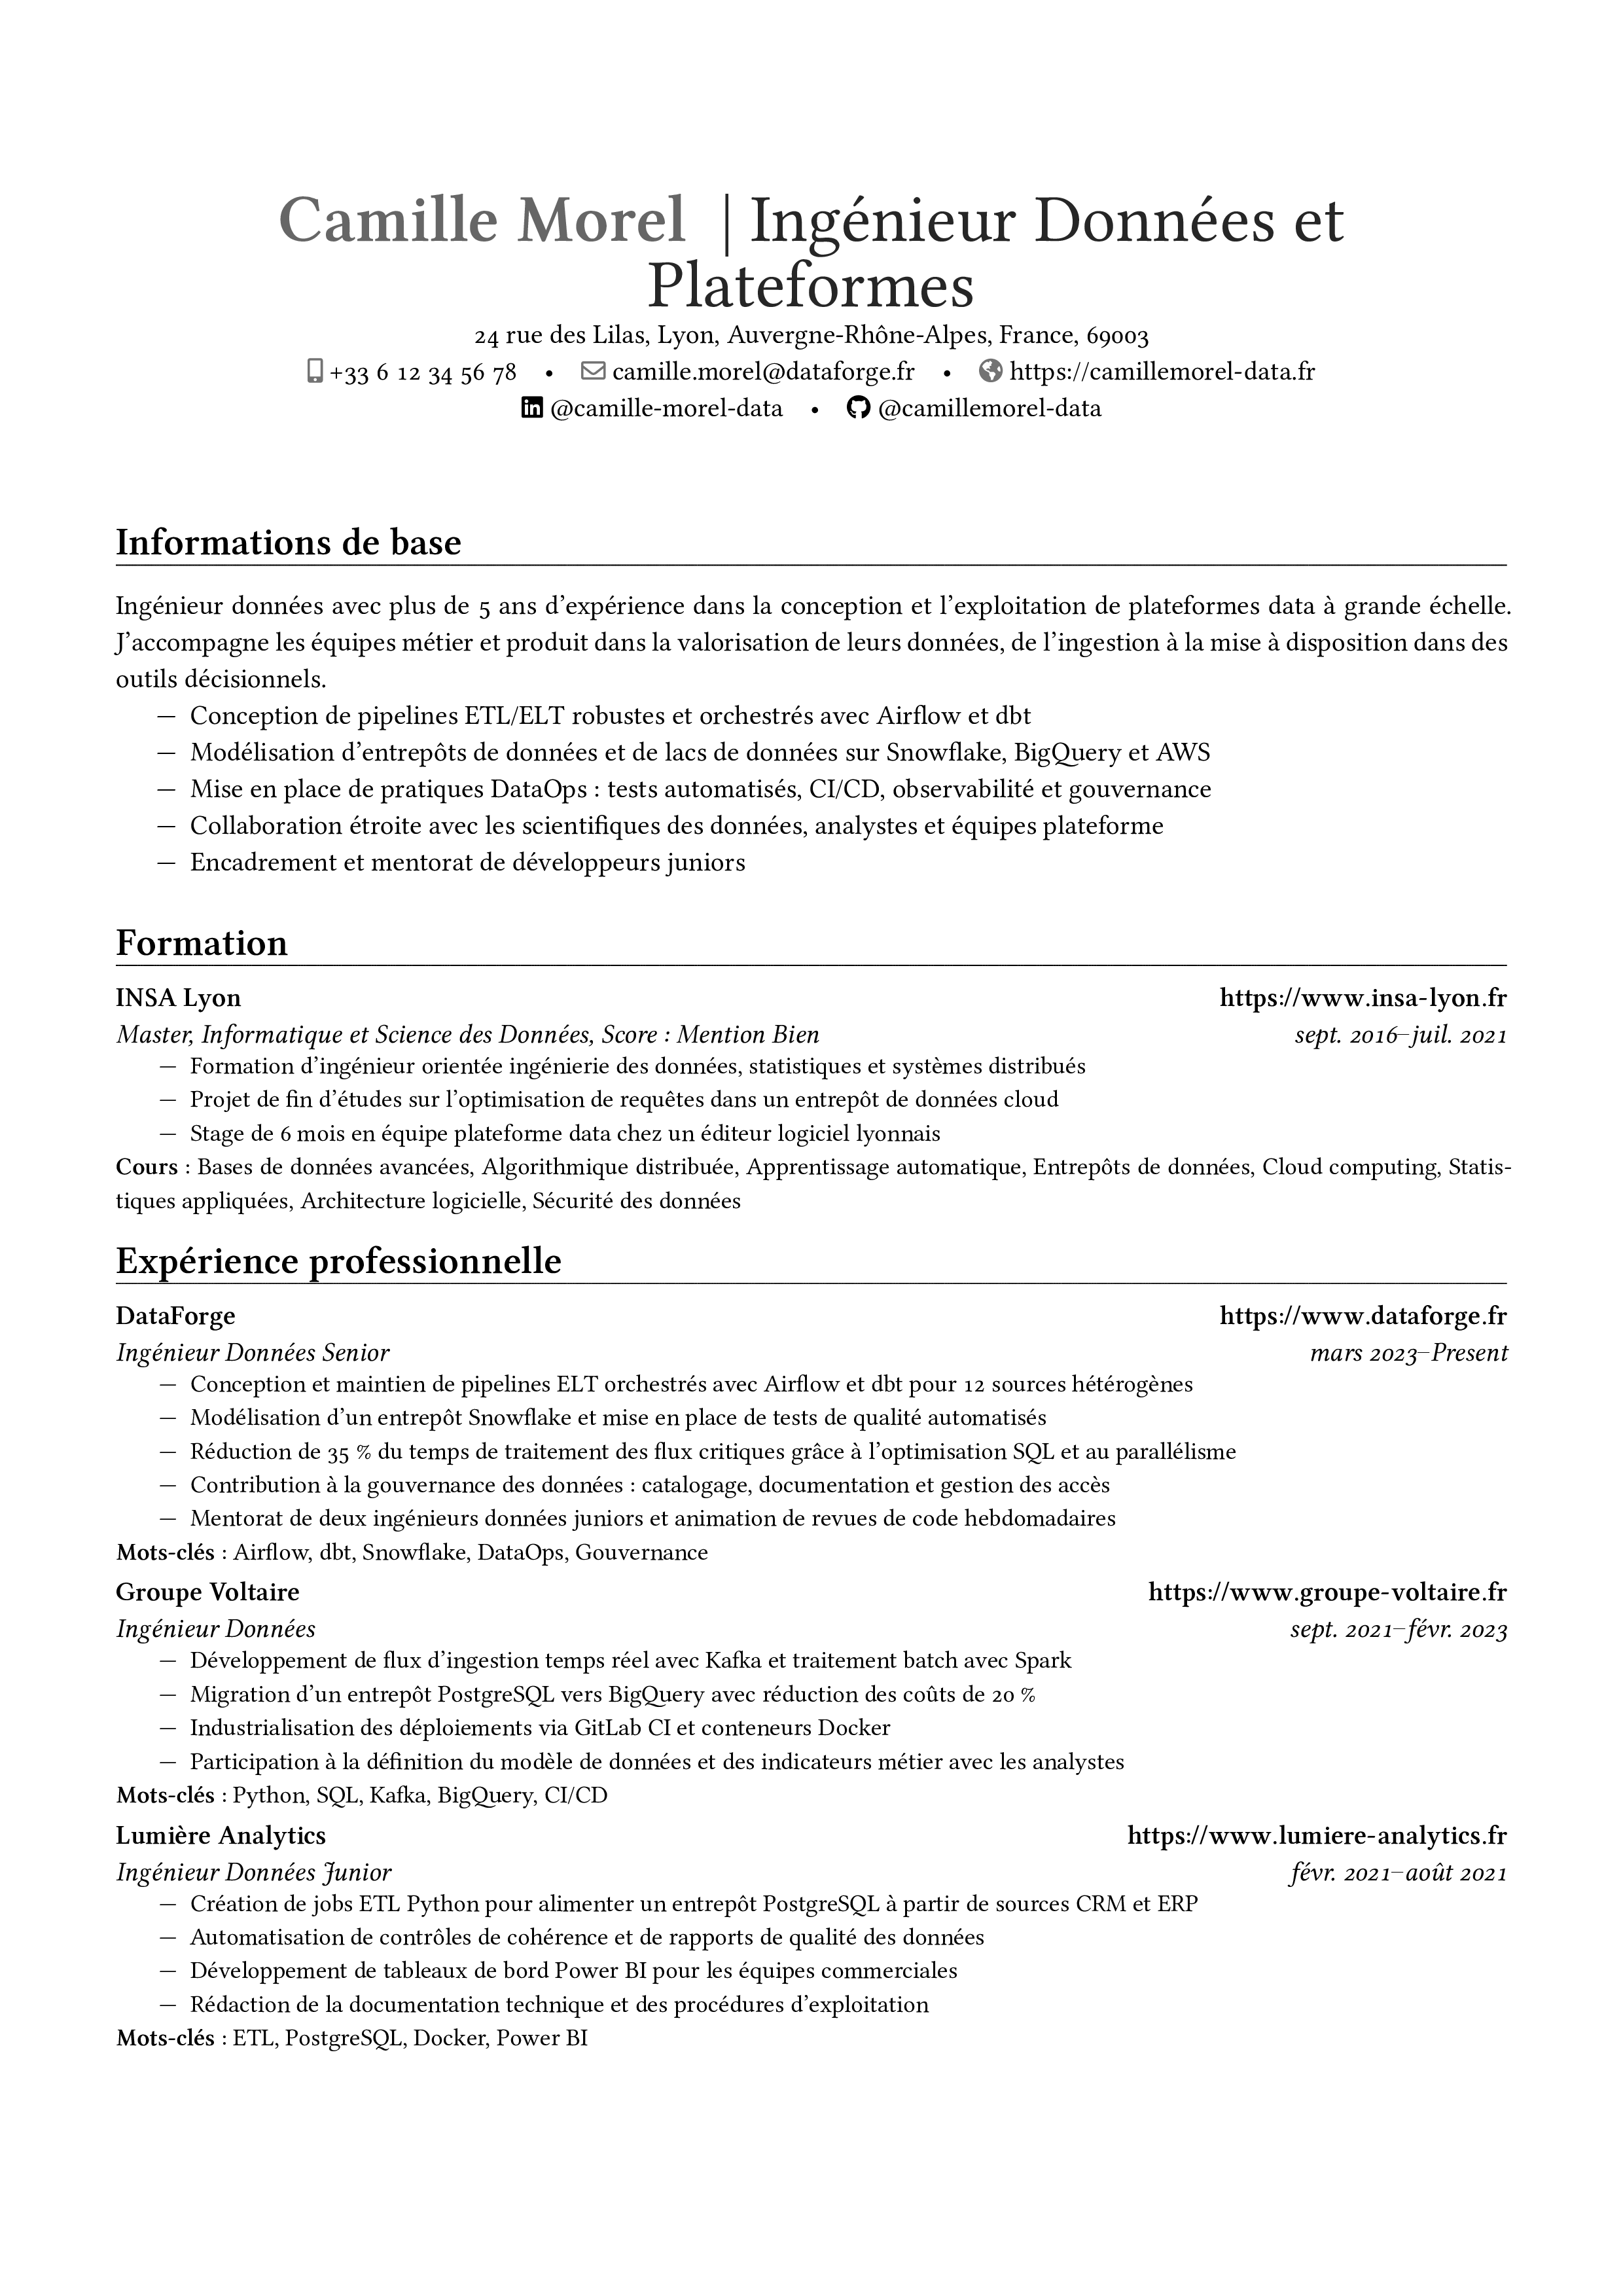 Camille Morel | Ingénieur Données et
Plateformes
24 rue des Lilas, Lyon, Auvergne-Rhône-Alpes, France, 69003
+33 6 12 34 56 78 • camille.morel@dataforge.fr • https://camillemorel-data.fr
@camille-morel-data • @camillemorel-data
Informations de base
Ingénieur données avec plus de 5 ans d’expérience dans la conception et l’exploitation de plateformes data à grande échelle.
J’accompagne les équipes métier et produit dans la valorisation de leurs données, de l’ingestion à la mise à disposition dans des
outils décisionnels.
— Conception de pipelines ETL/ELT robustes et orchestrés avec Airflow et dbt
— Modélisation d’entrepôts de données et de lacs de données sur Snowflake, BigQuery et AWS
— Mise en place de pratiques DataOps : tests automatisés, CI/CD, observabilité et gouvernance
— Collaboration étroite avec les scientifiques des données, analystes et équipes plateforme
— Encadrement et mentorat de développeurs juniors
Formation
INSA Lyon https://www.insa-lyon.fr
Master, Informatique et Science des Données, Score : Mention Bien sept. 2016–juil. 2021
— Formation d’ingénieur orientée ingénierie des données, statistiques et systèmes distribués
— Projet de fin d’études sur l’optimisation de requêtes dans un entrepôt de données cloud
— Stage de 6 mois en équipe plateforme data chez un éditeur logiciel lyonnais
Cours : Bases de données avancées, Algorithmique distribuée, Apprentissage automatique, Entrepôts de données, Cloud computing, Statis-
tiques appliquées, Architecture logicielle, Sécurité des données
Expérience professionnelle
DataForge https://www.dataforge.fr
Ingénieur Données Senior mars 2023–Present
— Conception et maintien de pipelines ELT orchestrés avec Airflow et dbt pour 12 sources hétérogènes
— Modélisation d’un entrepôt Snowflake et mise en place de tests de qualité automatisés
— Réduction de 35 % du temps de traitement des flux critiques grâce à l’optimisation SQL et au parallélisme
— Contribution à la gouvernance des données : catalogage, documentation et gestion des accès
— Mentorat de deux ingénieurs données juniors et animation de revues de code hebdomadaires
Mots-clés : Airflow, dbt, Snowflake, DataOps, Gouvernance
Groupe Voltaire https://www.groupe-voltaire.fr
Ingénieur Données sept. 2021–févr. 2023
— Développement de flux d’ingestion temps réel avec Kafka et traitement batch avec Spark
— Migration d’un entrepôt PostgreSQL vers BigQuery avec réduction des coûts de 20 %
— Industrialisation des déploiements via GitLab CI et conteneurs Docker
— Participation à la définition du modèle de données et des indicateurs métier avec les analystes
Mots-clés : Python, SQL, Kafka, BigQuery, CI/CD
Lumière Analytics https://www.lumiere-analytics.fr
Ingénieur Données Junior févr. 2021–août 2021
— Création de jobs ETL Python pour alimenter un entrepôt PostgreSQL à partir de sources CRM et ERP
— Automatisation de contrôles de cohérence et de rapports de qualité des données
— Développement de tableaux de bord Power BI pour les équipes commerciales
— Rédaction de la documentation technique et des procédures d’exploitation
Mots-clés : ETL, PostgreSQL, Docker, Power BI